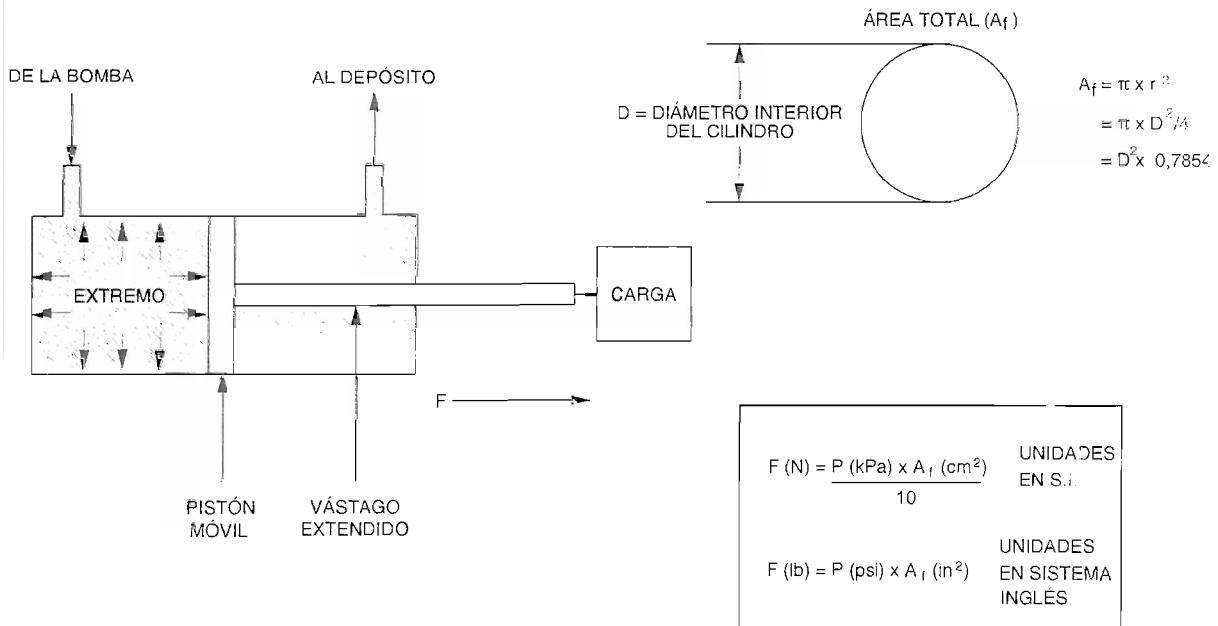 ÁREA TOTAL (Af)
DE LA BOMBA
AL DEPÓSITO
D = DIÁMETRO INTERIOR
DEL CILINDRO
Af = π x r²
= π x D²/4
= D² x 0,7854
EXTREMO
CARGA
F
PISTÓN
MÓVIL
VÁSTAGO
EXTENDIDO
F (N) = P (kPa) x Af (cm²)
10
UNIDADES
EN S.I.
F (lb) = P (psi) x Af (in²)
UNIDADES
EN SISTEMA
INGLÉS